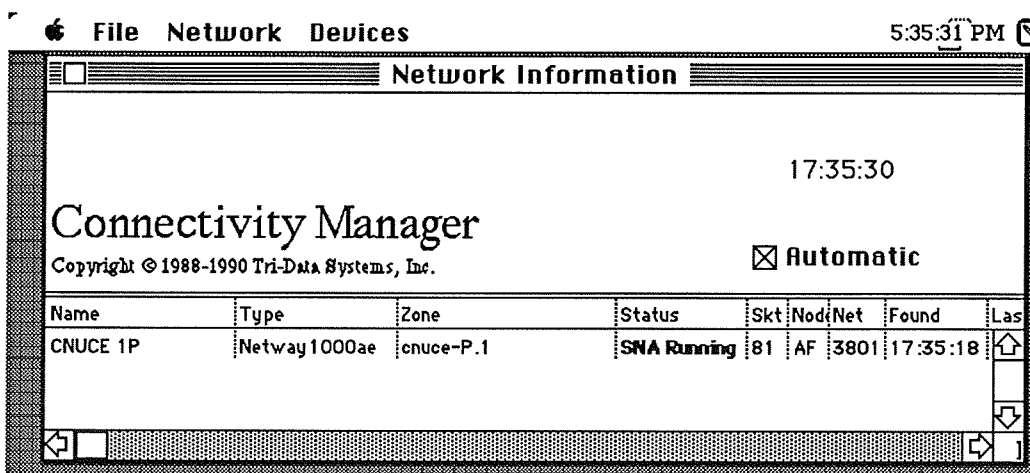 File Network Devices 5:35:31 PM
Network Information
17:35:30
Connectivity Manager
Automatic
Copyright © 1988-1990 Tri-Data Systems, Inc.
Name Type Zone Status Skt Nod Net Found Las
CNUCE 1P Netway1000ae cnuce-P.1 SNA Running 81 AF 3801 17:35:18